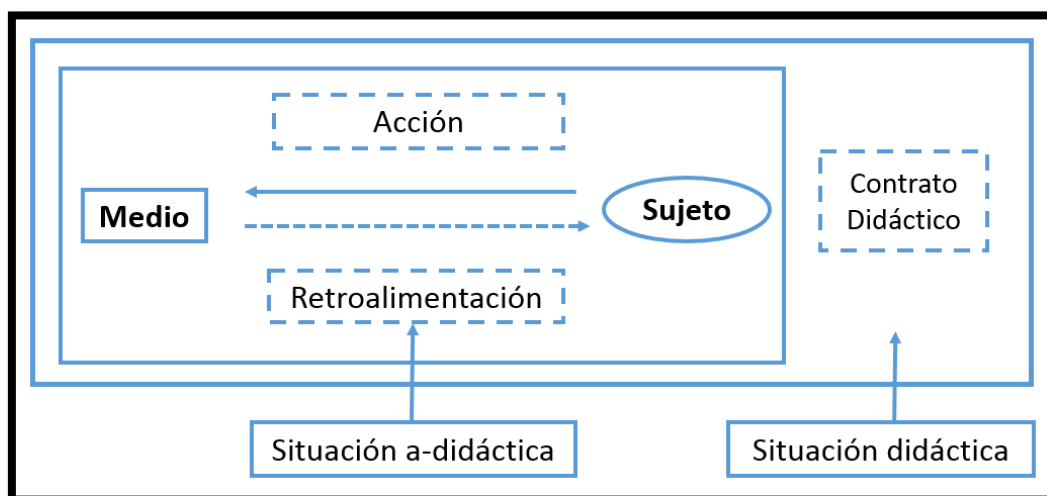 Acción
Medio
Sujeto
Contrato
Didáctico
Retroalimentación
Situación a-didáctica
Situación didáctica